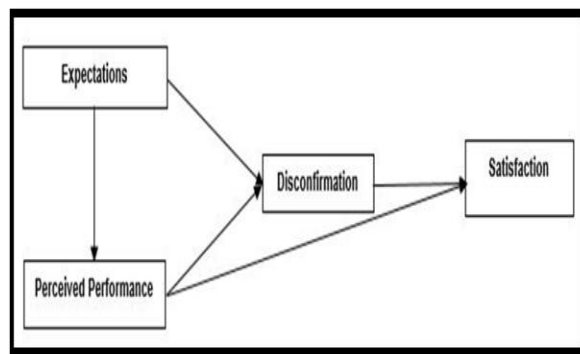 Expectations
Disconfirmation
Satisfaction
Perceived Performance